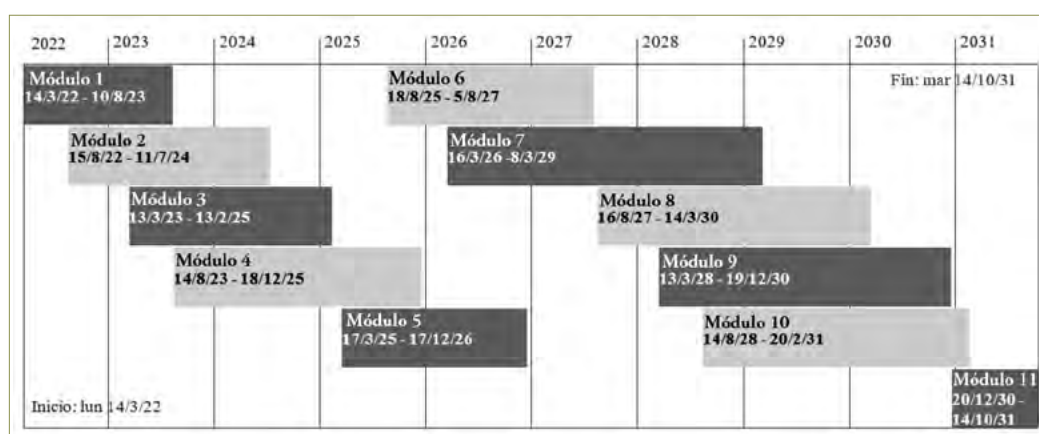 2022 2023 2024 2025 2026 2027 2028 2029 2030 2031
Módulo 1
14/3/22 - 10/8/23
Módulo 6
18/8/25 - 5/8/27
Fin: mar 14/10/31
Módulo 2
15/8/22 - 11/7/24
Módulo 7
16/3/26 -8/3/29
Módulo 3
13/3/23 - 13/2/25
Módulo 8
16/8/27 - 14/3/30
Módulo 4
14/8/23 - 18/12/25
Módulo 9
13/3/28 - 19/12/30
Módulo 5
17/3/25 - 17/12/26
Módulo 10
14/8/28 - 20/2/31
Módulo 11
20/12/30 -
14/10/31
Inicio: lun 14/3/22